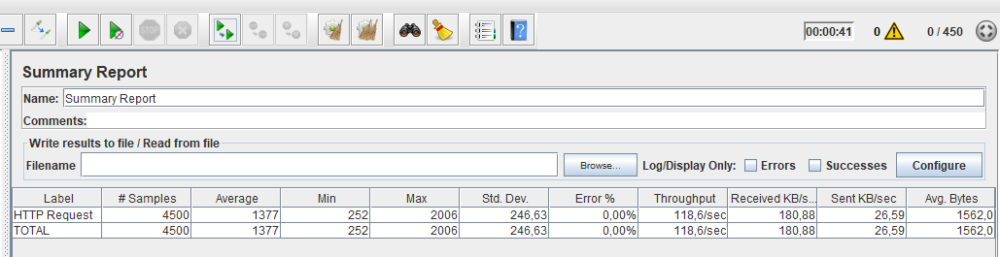 STOP
00:00:41 0 0 / 450
Summary Report
Name: Summary Report
Comments:
Write results to file / Read from file
Filename Browse... Log/Display Only: Errors Successes Configure
Label # Samples Average Min Max Std. Dev. Error % Throughput Received KB/s... Sent KB/sec Avg. Bytes
HTTP Request 4500 1377 252 2006 246,63 0,00% 118,6/sec 180,88 26,59 1562,0
TOTAL 4500 1377 252 2006 246,63 0,00% 118,6/sec 180,88 26,59 1562,0